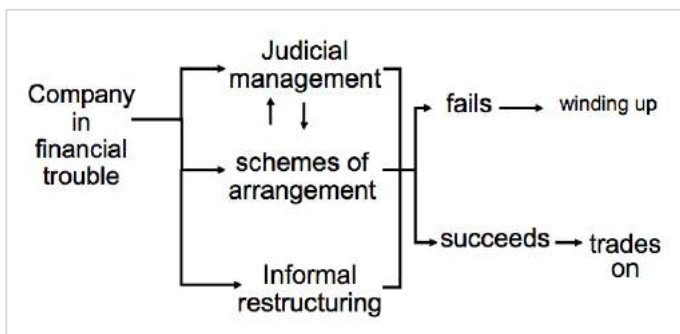 Company
in
financial
trouble
Judicial
management
schemes of
arrangement
Informal
restructuring
fails
winding up
succeeds
trades
on